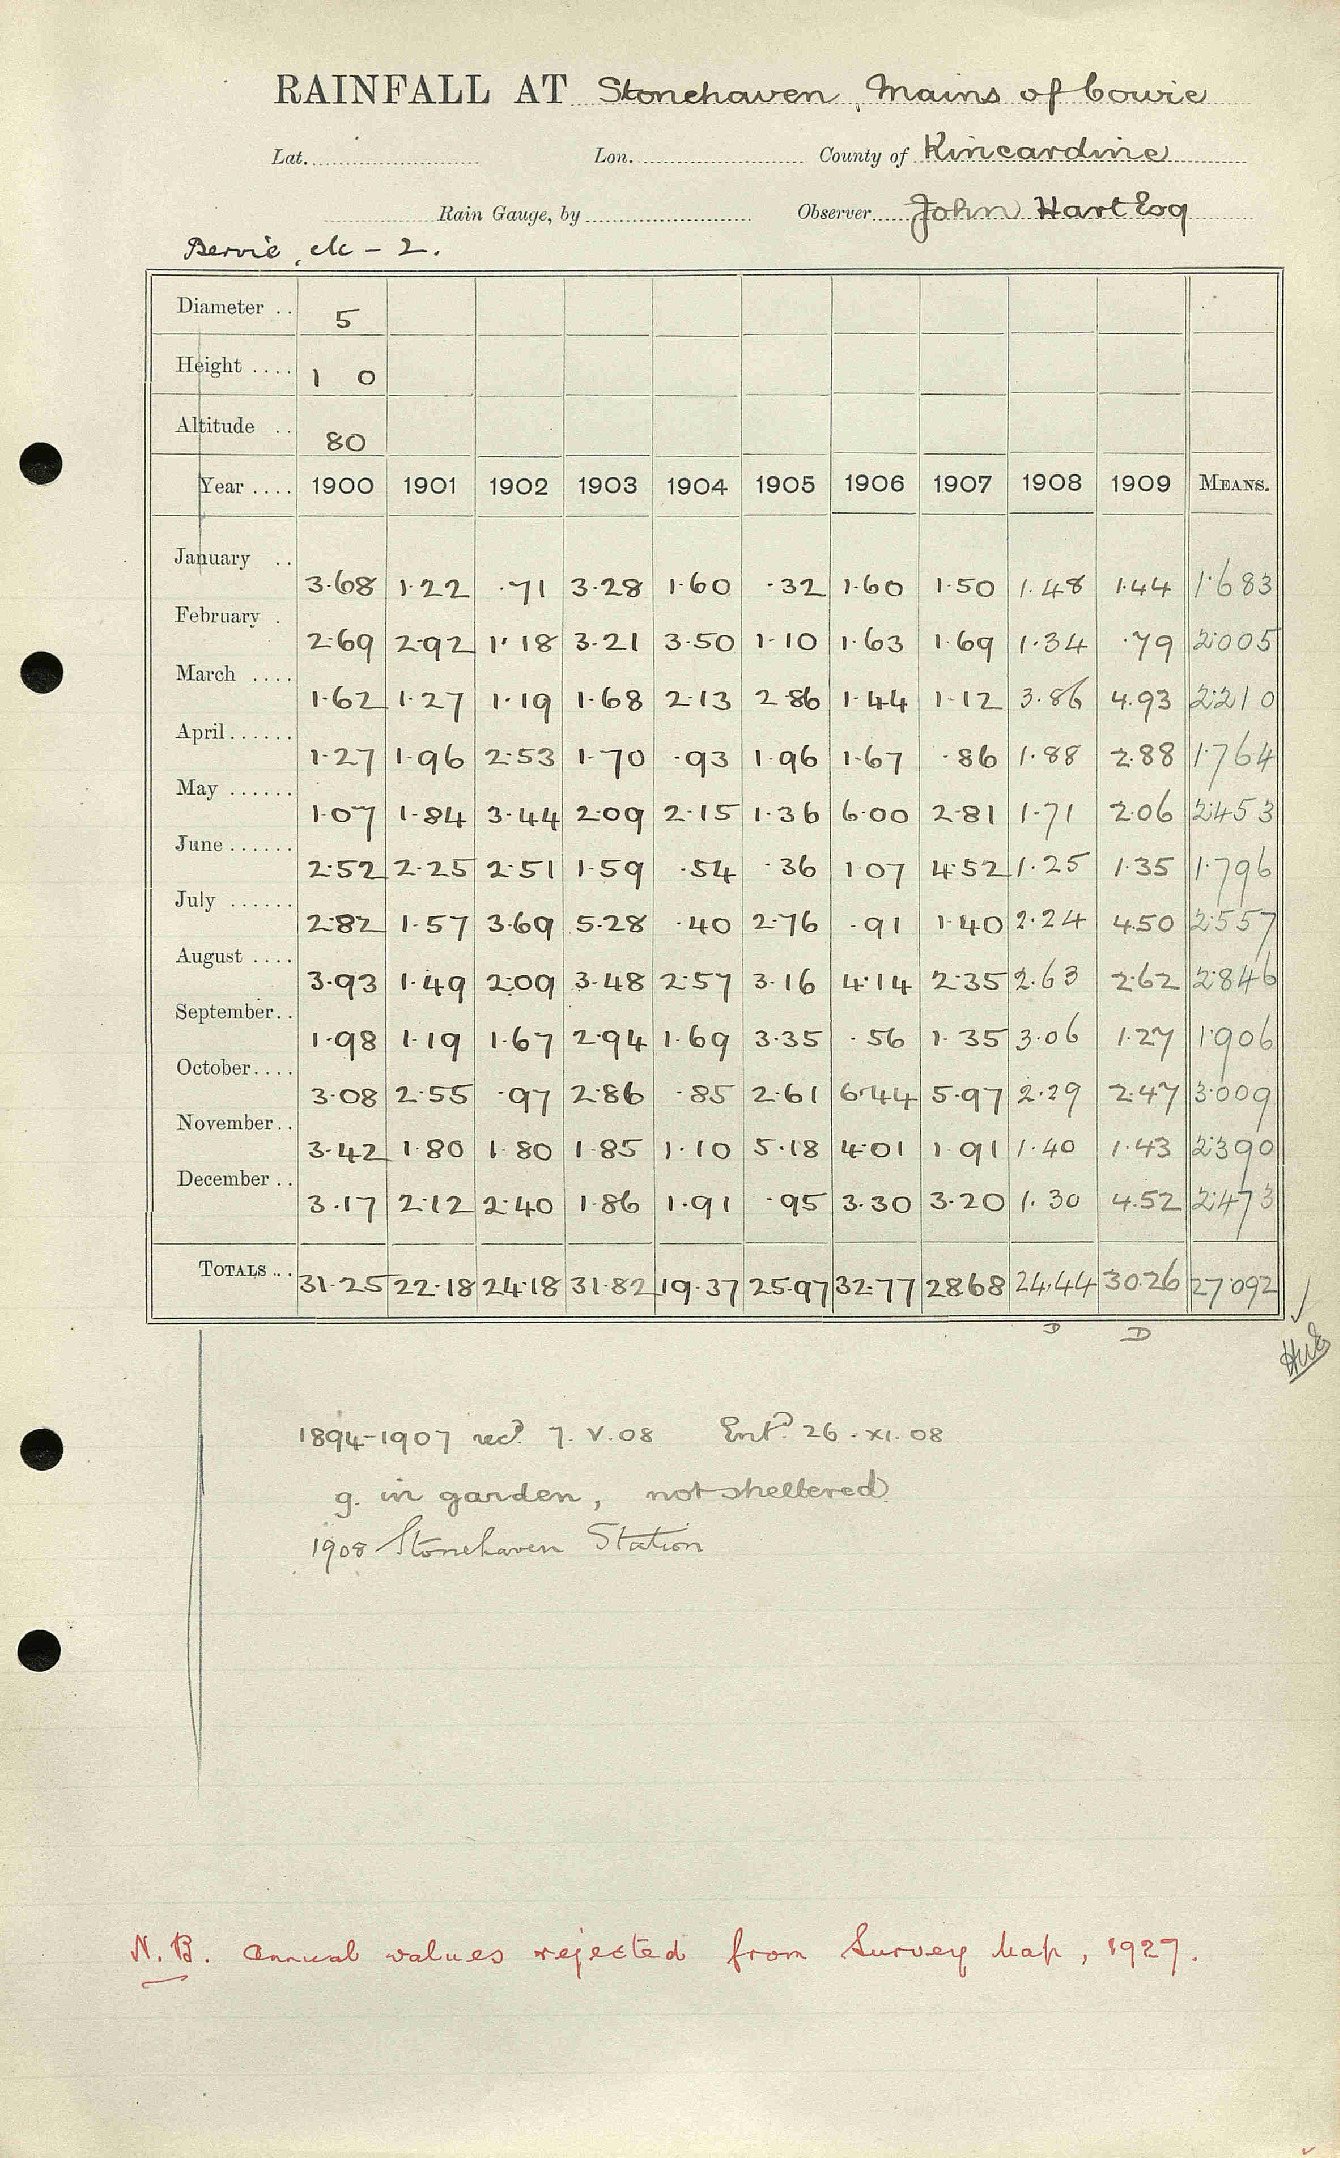 RAINFALL AT Stonehaven, Mains of Cowie
Lat. Lon. County of Kincardine
Rain Gauge, by Observer John Hart Esq
Bervie, etc - 2.
Diameter .. 5
Height .... 1 0
Altitude .. 80
Year .... 1900 1901 1902 1903 1904 1905 1906 1907 1908 1909 MEANS.
January .. 3.68 1.22 .71 3.28 1.60 .32 1.60 1.50 1.48 1.44 1.683
February . 2.69 2.92 1.18 3.21 3.50 1.10 1.63 1.69 1.34 .79 2.005
March .... 1.62 1.27 1.19 1.68 2.13 2.86 1.44 1.12 3.86 4.93 2.210
April...... 1.27 1.96 2.53 1.70 .93 1.96 1.67 .86 1.88 2.88 1.764
May ...... 1.07 1.84 3.44 2.09 2.15 1.36 6.00 2.81 1.71 2.06 2.453
June...... 2.52 2.25 2.51 1.59 .54 .36 1.07 4.52 1.25 1.35 1.796
July ...... 2.82 1.57 3.69 5.28 .40 2.76 .91 1.40 2.24 4.50 2.557
August .... 3.93 1.49 2.09 3.48 2.57 3.16 4.14 2.35 2.63 2.62 2.846
September.. 1.98 1.19 1.67 2.94 1.69 3.35 .56 1.35 3.06 1.27 1.906
October.... 3.08 2.55 .97 2.86 .85 2.61 6.44 5.97 2.29 2.47 3.009
November.. 3.42 1.80 1.80 1.85 1.10 5.18 4.01 1.91 1.40 1.43 2.390
December .. 3.17 2.12 2.40 1.86 1.91 .95 3.30 3.20 1.30 4.52 2.473
TOTALS ... 31.25 22.18 24.18 31.82 19.37 25.97 32.77 28.68 24.44 30.26 27.092
D D
1894-1907 recd. 7.V.08 Entd. 26.XI.08
g. in garden, not sheltered
1908 Stonehaven Station
N.B. Annual values rejected from Survey Map, 1927.